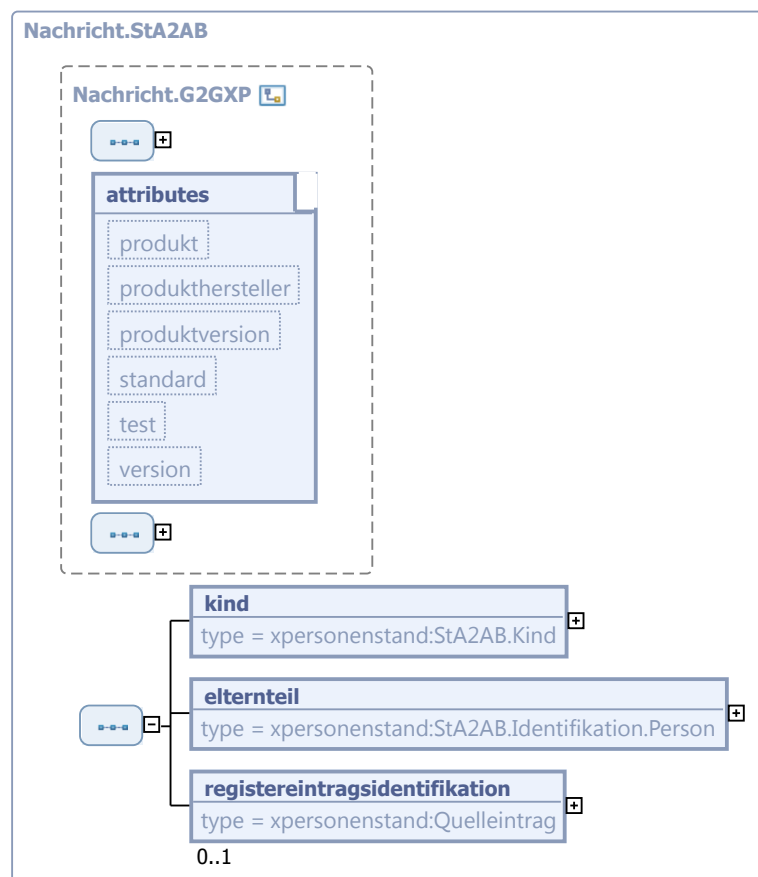 Nachricht.StA2AB
Nachricht.G2GXP
attributes
produkt
produkthersteller
produktversion
standard
test
version
kind
type = xpersonenstand:StA2AB.Kind
elternteil
type = xpersonenstand:StA2AB.Identifikation.Person
registereintragsidentifikation
type = xpersonenstand:Quelleintrag
0..1